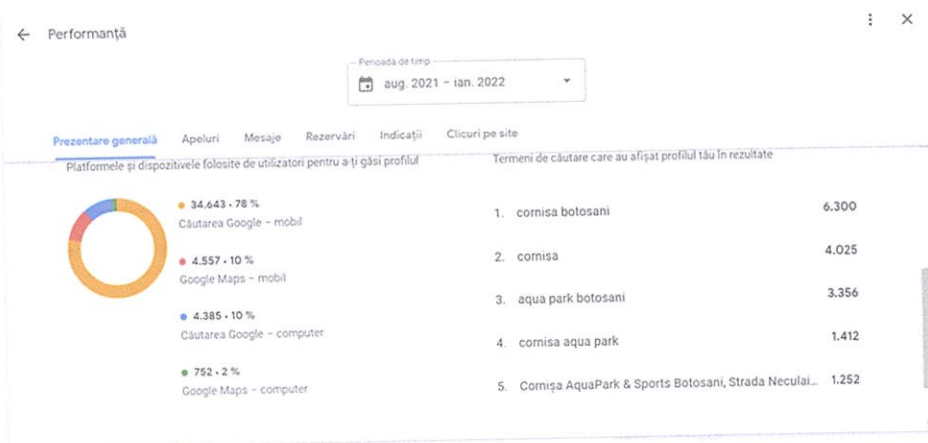 ← Performanță
Perioada de timp
aug. 2021 – ian. 2022
Prezentare generală Apeluri Mesaje Rezervări Indicații Clicuri pe site
Platformele și dispozitivele folosite de utilizatori pentru a-ți găsi profilul
34.643 · 78 %
Căutarea Google – mobil
4.557 · 10 %
Google Maps – mobil
4.385 · 10 %
Căutarea Google – computer
752 · 2 %
Google Maps – computer
Termeni de căutare care au afișat profilul tău în rezultate
1. cornisa botosani 6.300
2. cornisa 4.025
3. aqua park botosani 3.356
4. cornisa aqua park 1.412
5. Cornișa AquaPark & Sports Botosani, Strada Neculai... 1.252